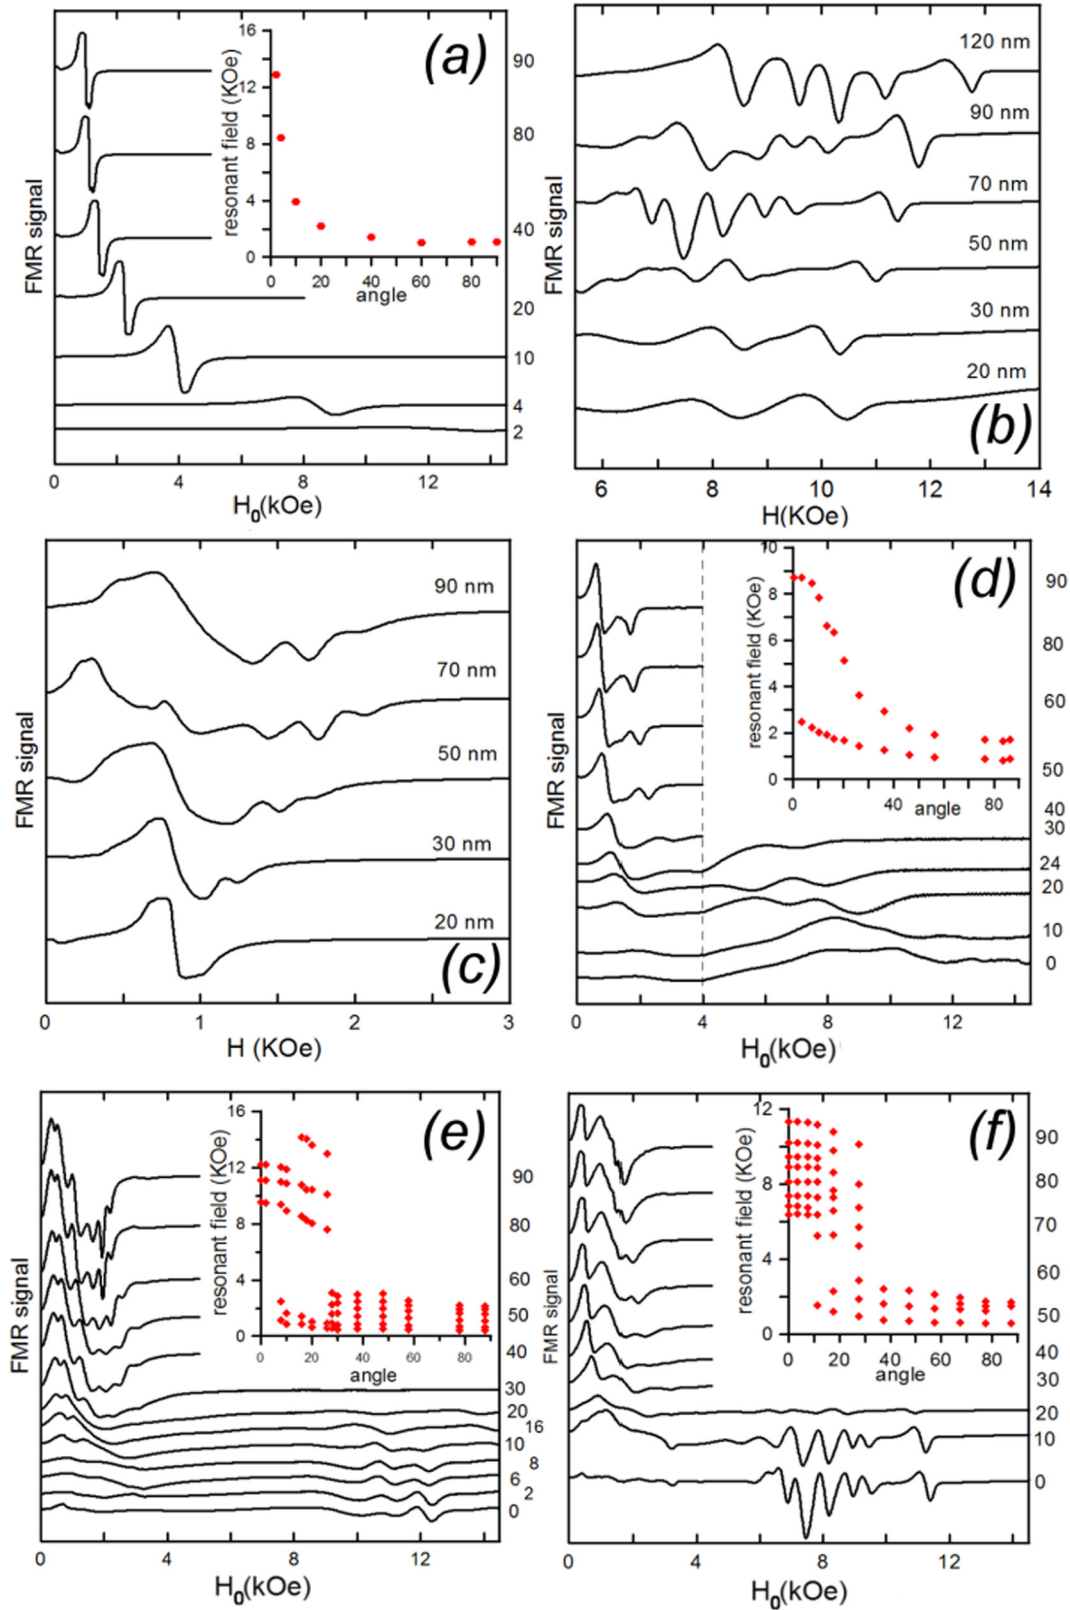 (a)
FMR signal
90
80
40
20
10
4
2
0 4 8 12
H0(kOe)
resonant field (KOe)
16
12
8
4
0
0 20 40 60 80
angle
(b)
FMR signal
120 nm
90 nm
70 nm
50 nm
30 nm
20 nm
6 8 10 12 14
H(KOe)
(c)
FMR signal
90 nm
70 nm
50 nm
30 nm
20 nm
0 1 2 3
H (KOe)
(d)
FMR signal
90
80
60
50
40
30
24
20
10
0
0 4 8 12
H0(kOe)
resonant field (KOe)
10
8
6
4
2
0
0 40 80
angle
(e)
FMR signal
90
80
60
50
40
30
20
16
10
8
6
2
0
0 4 8 12
H0(kOe)
resonant field (KOe)
16
12
8
4
0
0 20 40 60 80
angle
(f)
FMR signal
90
80
70
60
50
40
30
20
10
0
0 4 8 12
H0(kOe)
resonant field (KOe)
12
8
4
0
0 20 40 60 80
angle